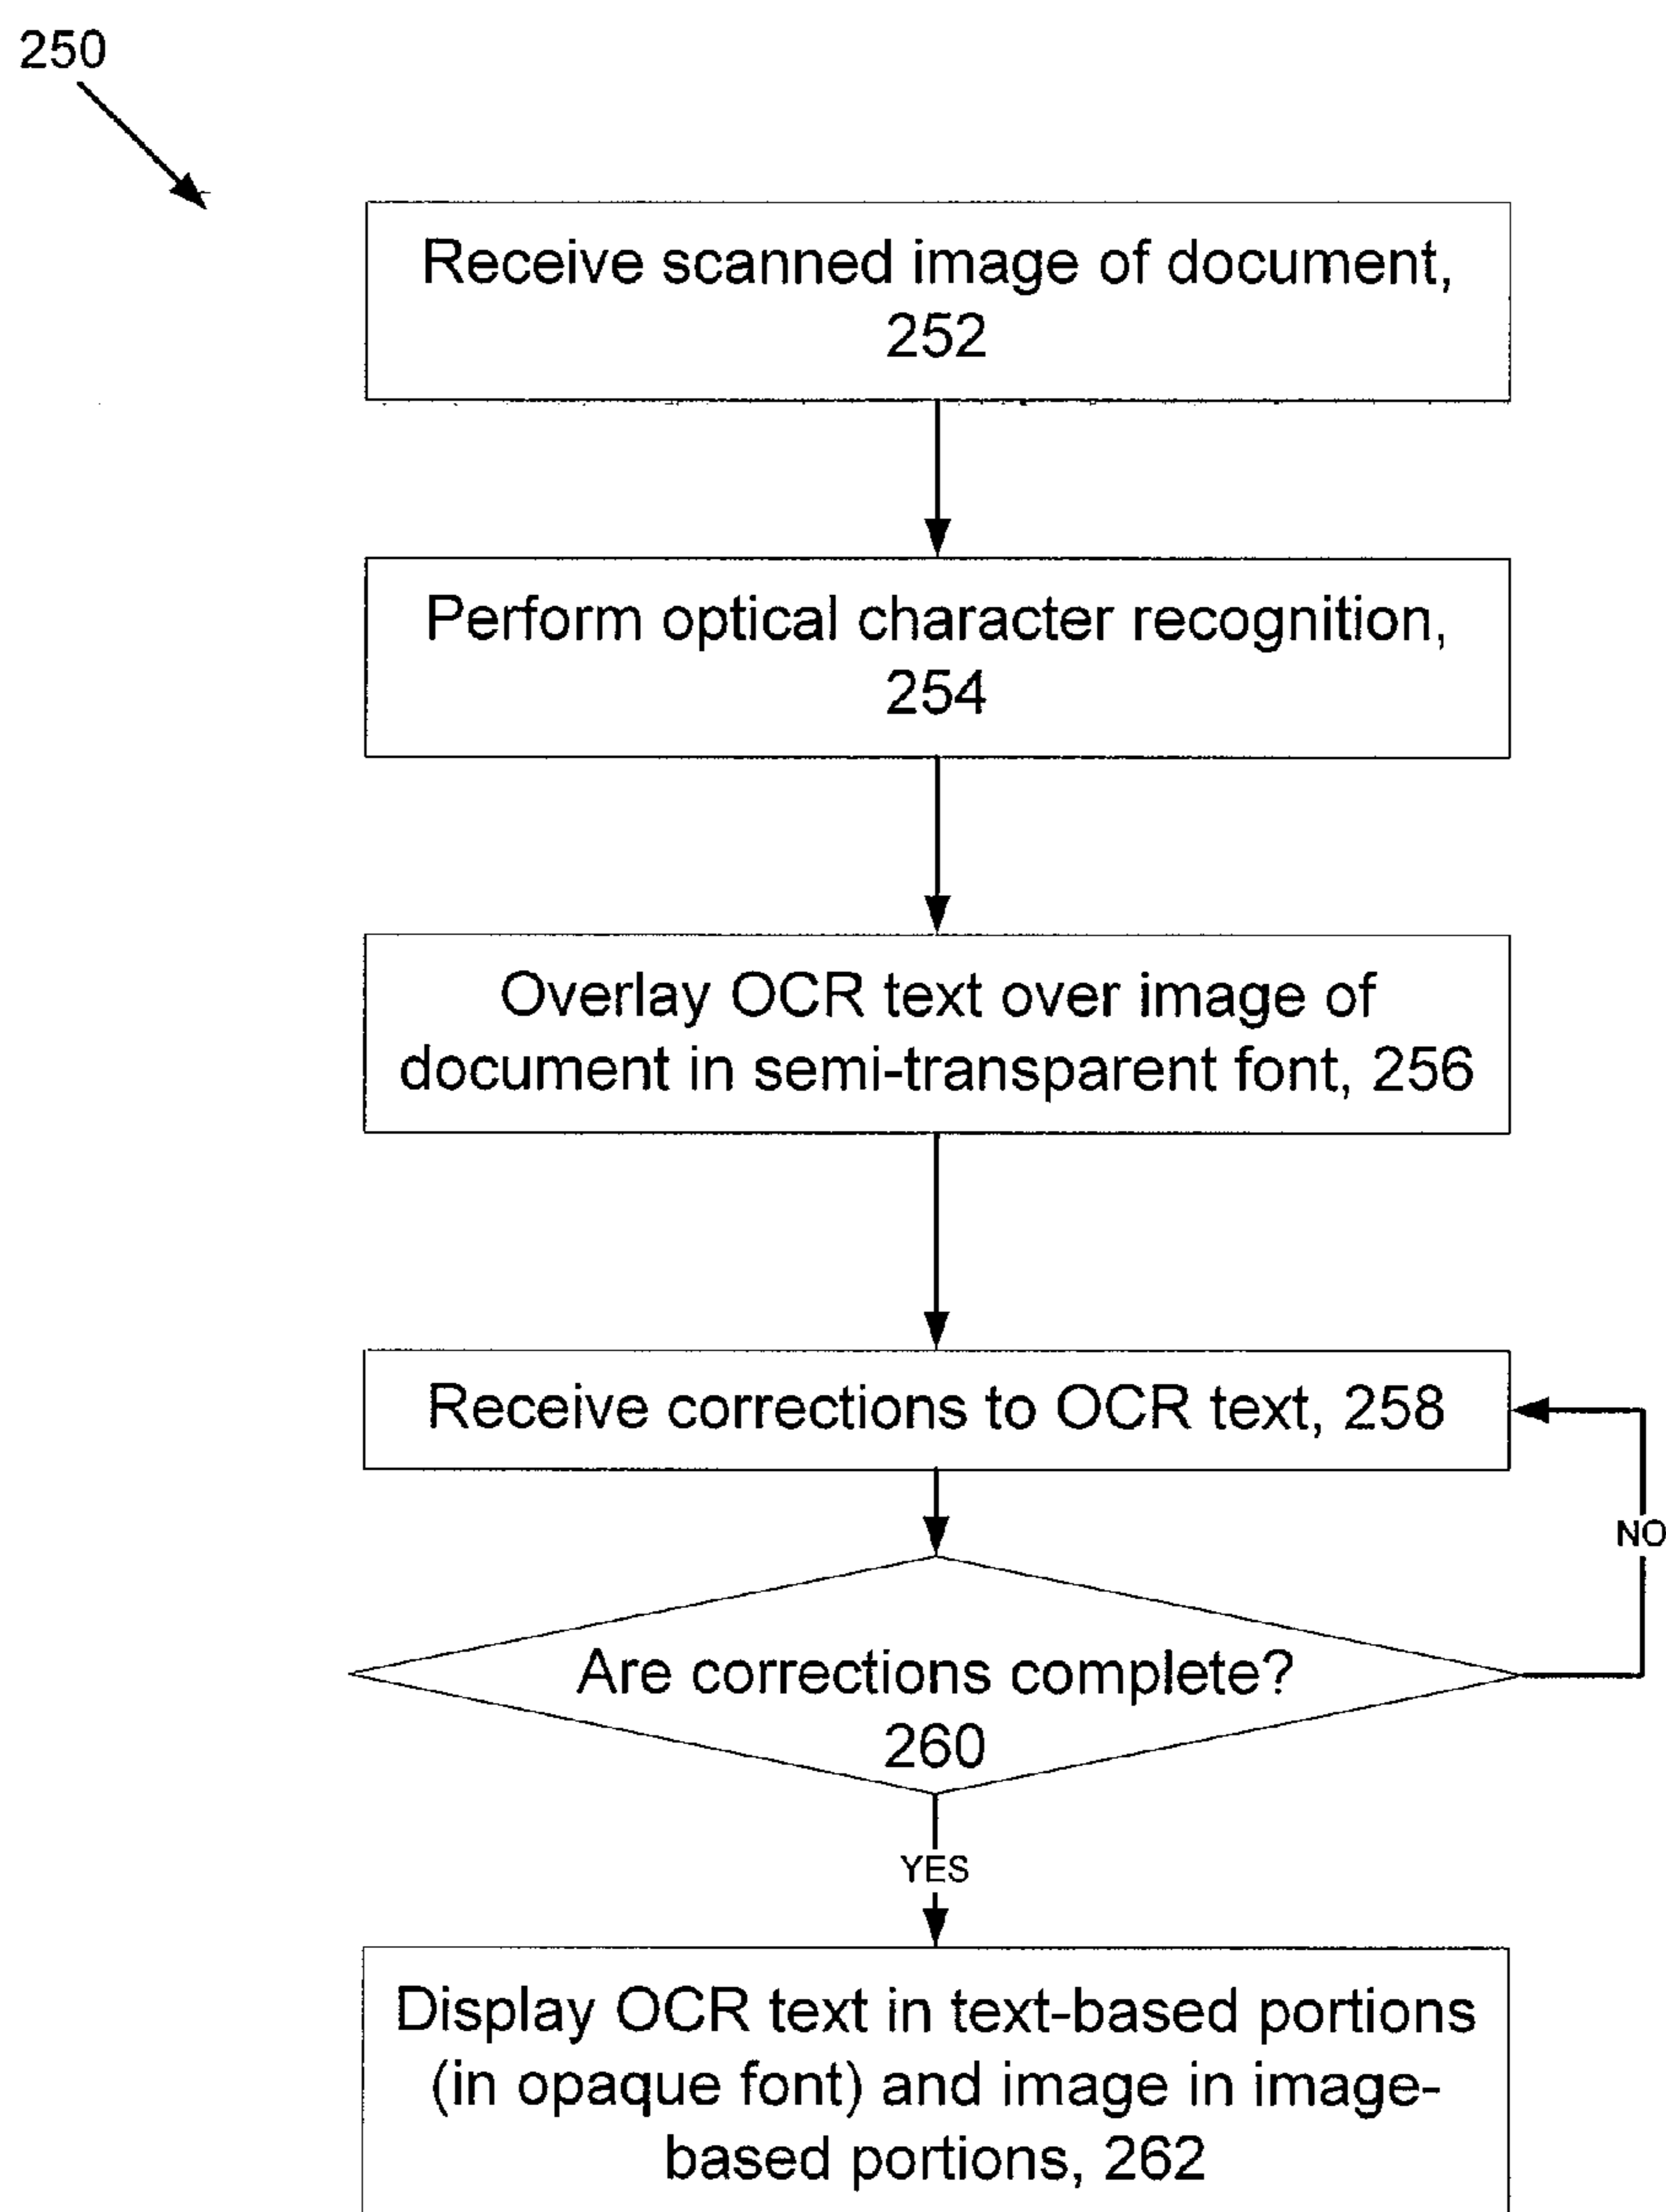 250
Receive scanned image of document,
252
Perform optical character recognition,
254
Overlay OCR text over image of
document in semi-transparent font, 256
Receive corrections to OCR text, 258
NO
Are corrections complete?
260
YES
Display OCR text in text-based portions
(in opaque font) and image in image-
based portions, 262